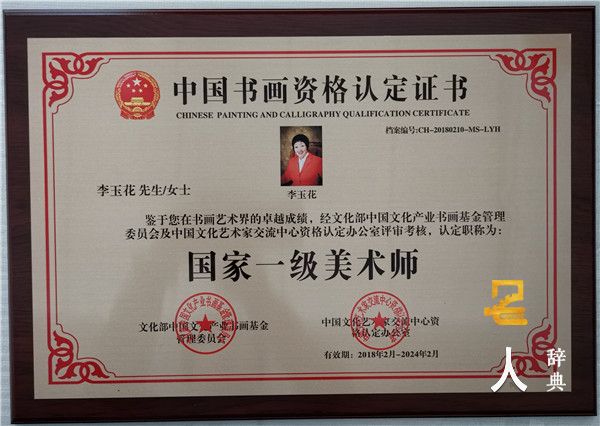 中国书画资格认定证书
CHINESE PAINTING AND CALLIGRAPHY QUALIFICATION CERTIFICATE
档案编号:CH-20180210-MS-LYH
李玉花
李玉花 先生/女士
鉴于您在书画艺术界的卓越成绩，经文化部中国文化产业书画基金管理
委员会及中国文化艺术家交流中心资格认定办公室评审考核，认定职称为：
国家一级美术师
文化部中国文化产业书画基金
管理委员会
中国文化艺术家交流中心资
格认定办公室
有效期：2018年2月-2024年2月
人 辞典